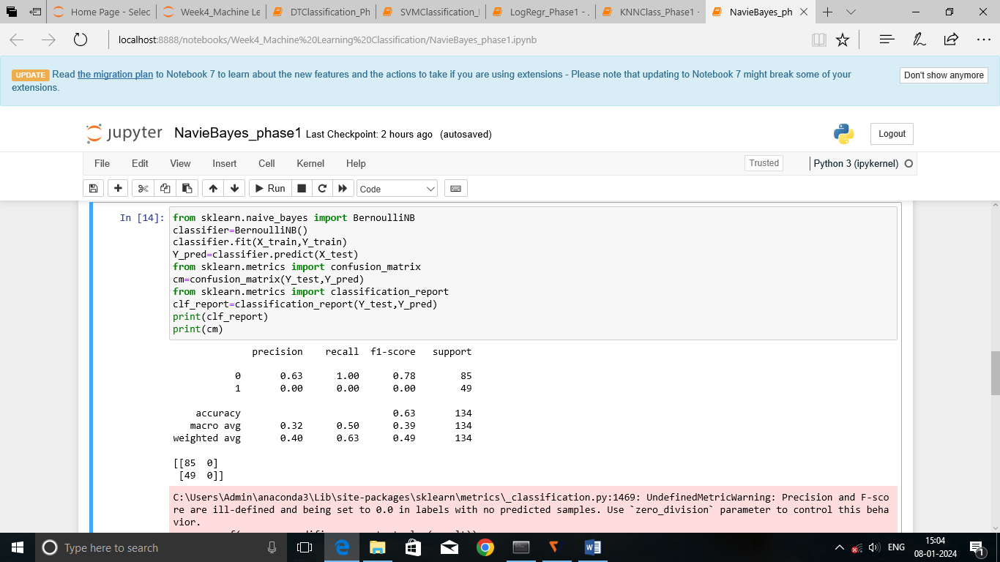 Home Page - Selec
Week4_Machine Le
DTClassification_Ph
SVMClassification_
LogRegr_Phase1 - .
KNNClass_Phase1 -
NavieBayes_ph
localhost:8888/notebooks/Week4_Machine%20Learning%20Classification/NavieBayes_phase1.ipynb
UPDATE Read the migration plan to Notebook 7 to learn about the new features and the actions to take if you are using extensions - Please note that updating to Notebook 7 might break some of your
extensions.
Don't show anymore
jupyter NavieBayes_phase1 Last Checkpoint: 2 hours ago (autosaved)
Logout
File Edit View Insert Cell Kernel Help
Trusted
Python 3 (ipykernel)
Run
Code
In [14]:
from sklearn.naive_bayes import BernoulliNB
classifier=BernoulliNB()
classifier.fit(X_train,Y_train)
Y_pred=classifier.predict(X_test)
from sklearn.metrics import confusion_matrix
cm=confusion_matrix(Y_test,Y_pred)
from sklearn.metrics import classification_report
clf_report=classification_report(Y_test,Y_pred)
print(clf_report)
print(cm)
precision recall f1-score support
0 0.63 1.00 0.78 85
1 0.00 0.00 0.00 49
accuracy 0.63 134
macro avg 0.32 0.50 0.39 134
weighted avg 0.40 0.63 0.49 134
[[85 0]
[49 0]]
C:\Users\Admin\anaconda3\Lib\site-packages\sklearn\metrics\_classification.py:1469: UndefinedMetricWarning: Precision and F-sco
re are ill-defined and being set to 0.0 in labels with no predicted samples. Use `zero_division` parameter to control this beha
vior.
Type here to search
ENG
15:04
08-01-2024
1